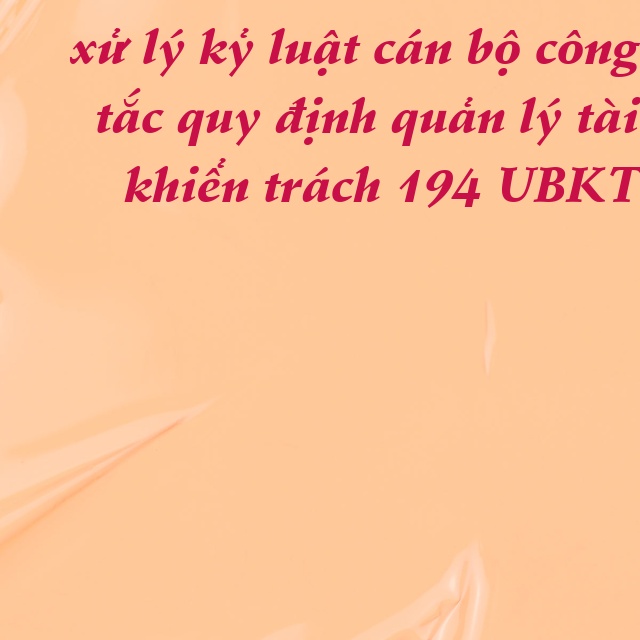 xử lý kỷ luật cán bộ công
tắc quy định quản lý tài
khiển trách 194 UBKT